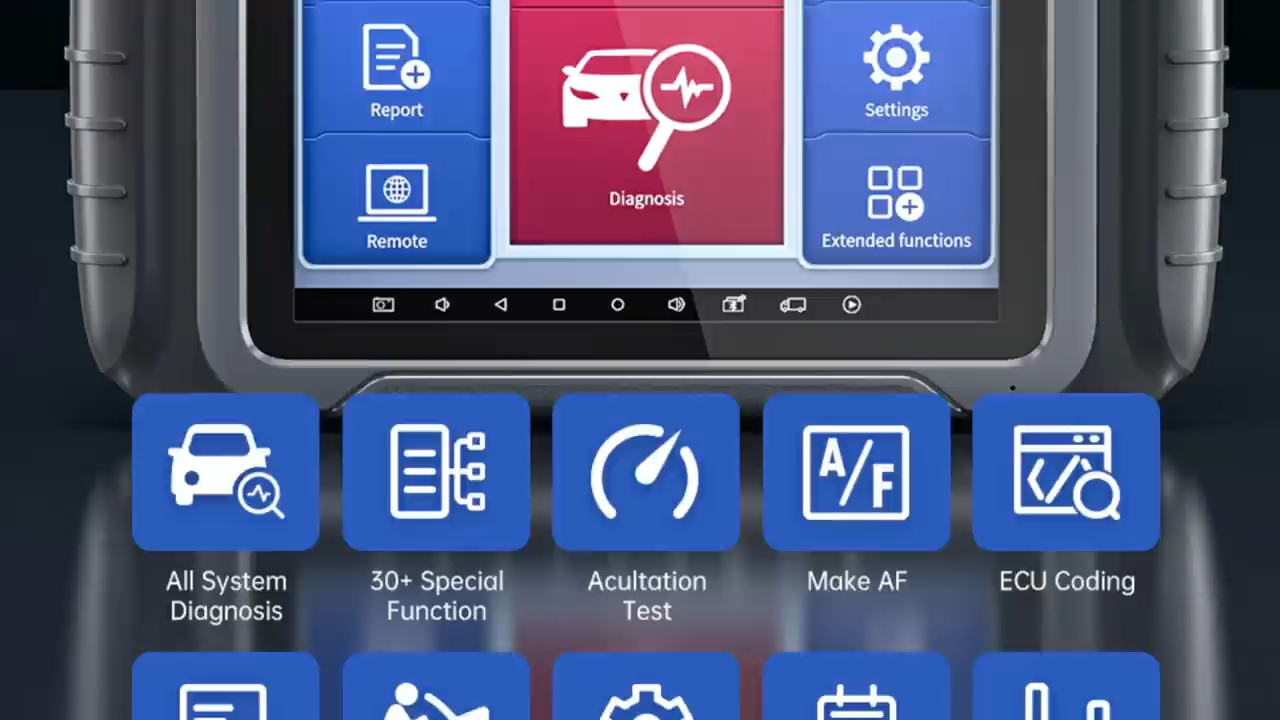 Report
Settings
Diagnosis
Remote
Extended functions
A/F
All System
Diagnosis
30+ Special
Function
Acultation
Test
Make AF
ECU Coding